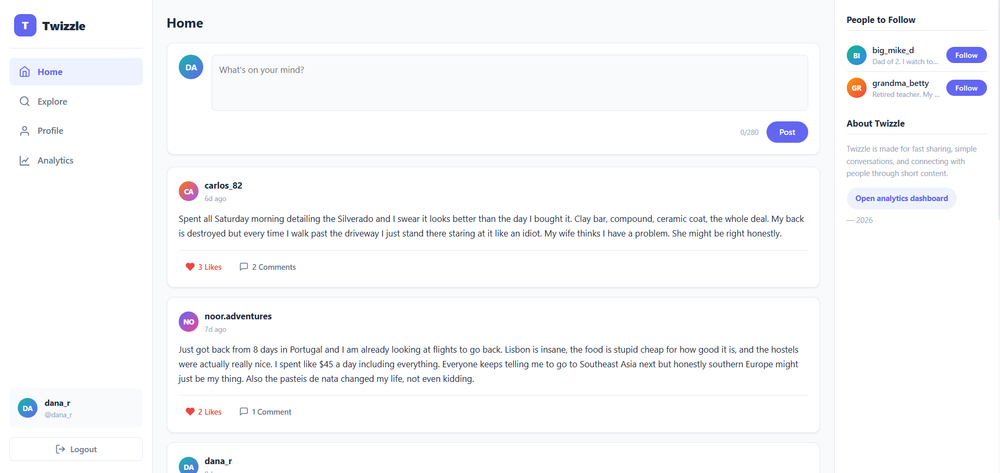 T
Twizzle
Home
Explore
Profile
Analytics
DA
dana_r
@dana_r
Logout
Home
DA
What's on your mind?
0/280
Post
CA
carlos_82
6d ago
Spent all Saturday morning detailing the Silverado and I swear it looks better than the day I bought it. Clay bar, compound, ceramic coat, the whole deal. My back
is destroyed but every time I walk past the driveway I just stand there staring at it like an idiot. My wife thinks I have a problem. She might be right honestly.
3 Likes
2 Comments
NO
noor.adventures
7d ago
Just got back from 8 days in Portugal and I am already looking at flights to go back. Lisbon is insane, the food is stupid cheap for how good it is, and the hostels
were actually really nice. I spent like $45 a day including everything. Everyone keeps telling me to go to Southeast Asia next but honestly southern Europe might
just be my thing. Also the pasteis de nata changed my life, not even kidding.
2 Likes
1 Comment
DA
dana_r
People to Follow
BI
big_mike_d
Dad of 2. I watch to...
Follow
GR
grandma_betty
Retired teacher. My ...
Follow
About Twizzle
Twizzle is made for fast sharing, simple
conversations, and connecting with
people through short content.
Open analytics dashboard
— 2026